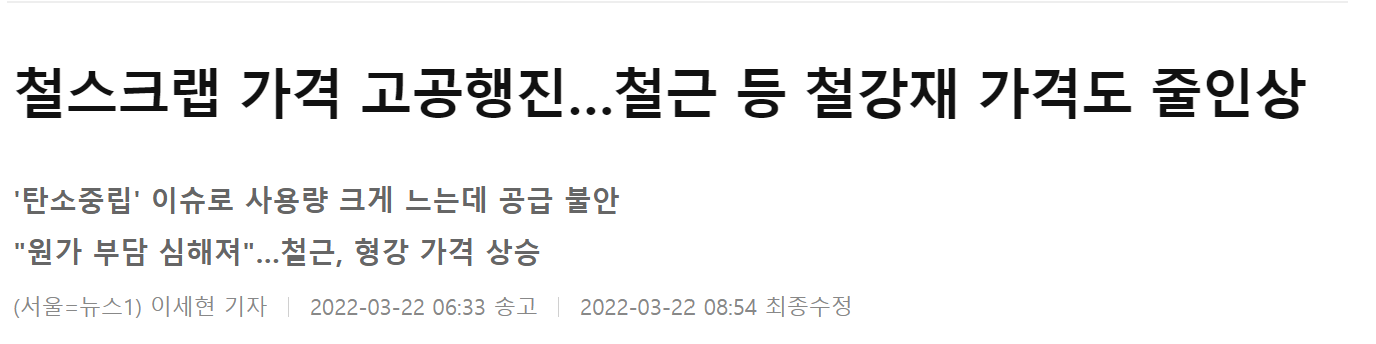 철스크랩 가격 고공행진…철근 등 철강재 가격도 줄인상
'탄소중립' 이슈로 사용량 크게 느는데 공급 불안
"원가 부담 심해져"…철근, 형강 가격 상승
(서울=뉴스1) 이세현 기자 | 2022-03-22 06:33 송고 | 2022-03-22 08:54 최종수정